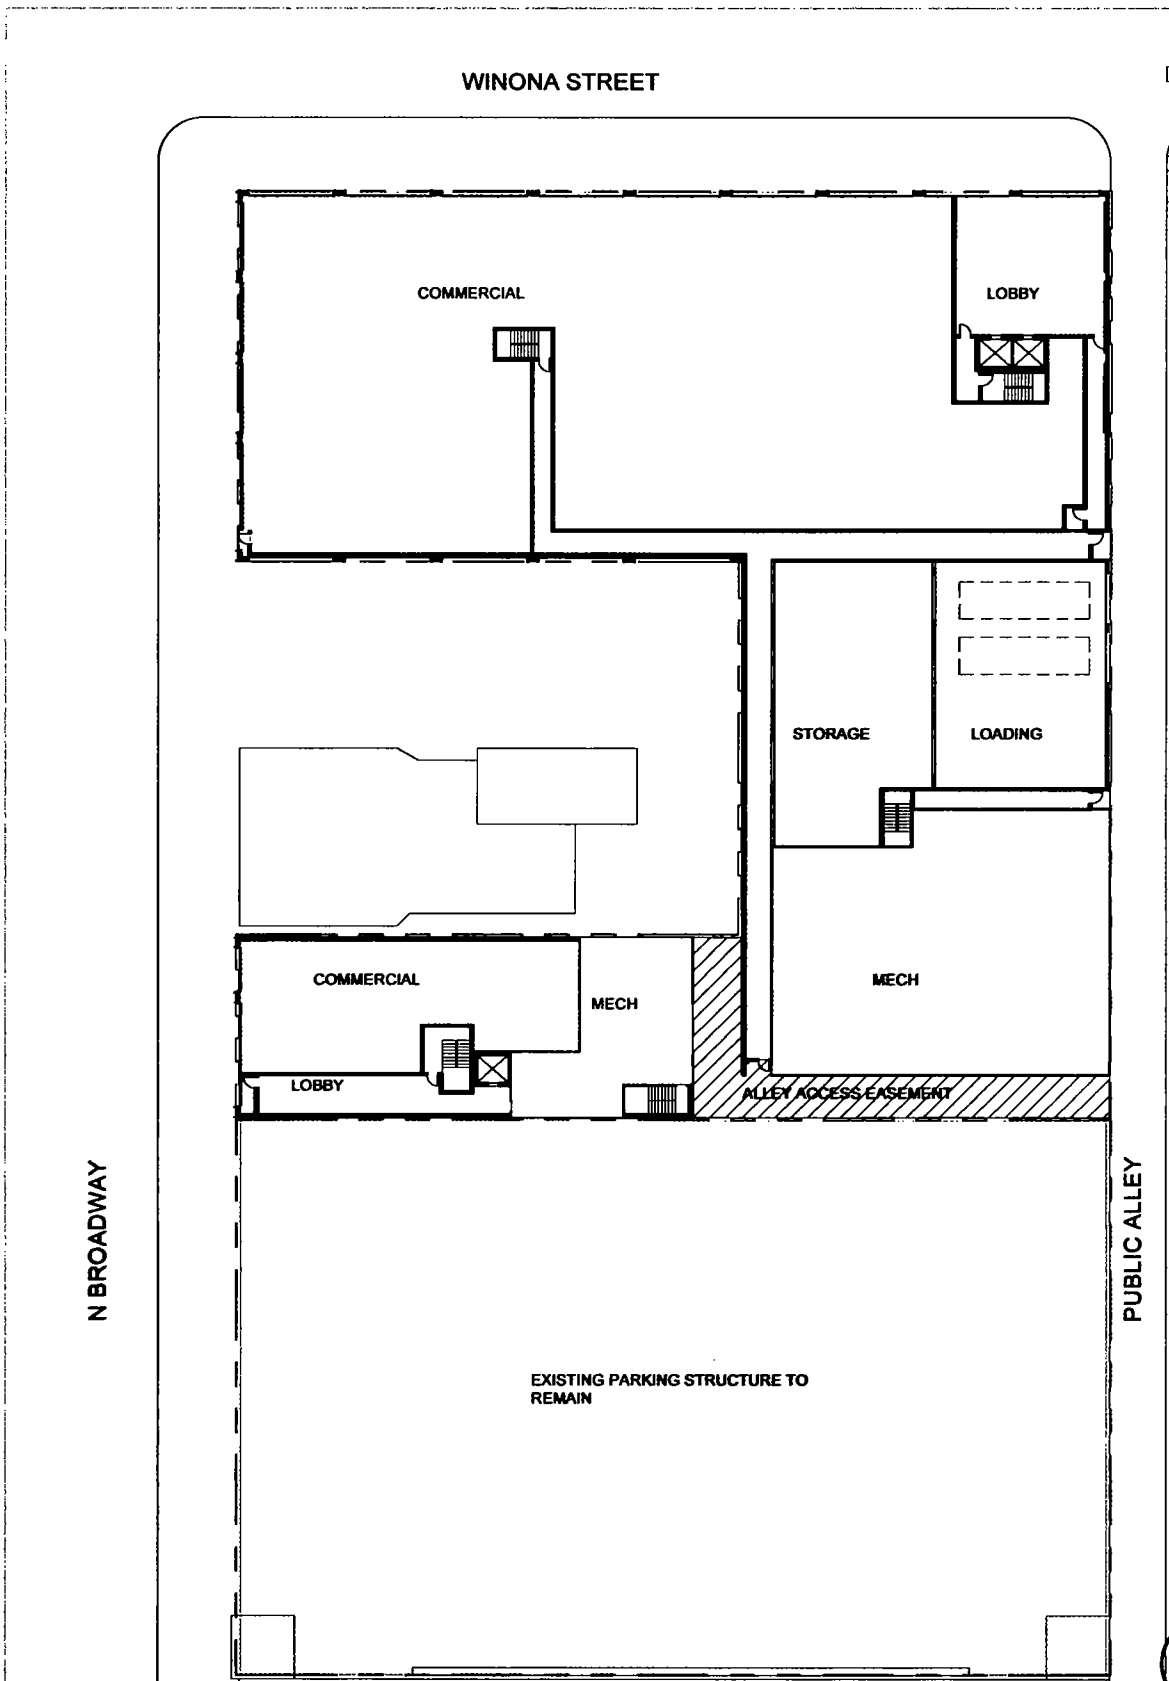 WINONA STREET
COMMERCIAL
LOBBY
STORAGE
LOADING
COMMERCIAL
MECH
MECH
LOBBY
ALLEY ACCESS EASEMENT
N BROADWAY
PUBLIC ALLEY
EXISTING PARKING STRUCTURE TO
REMAIN